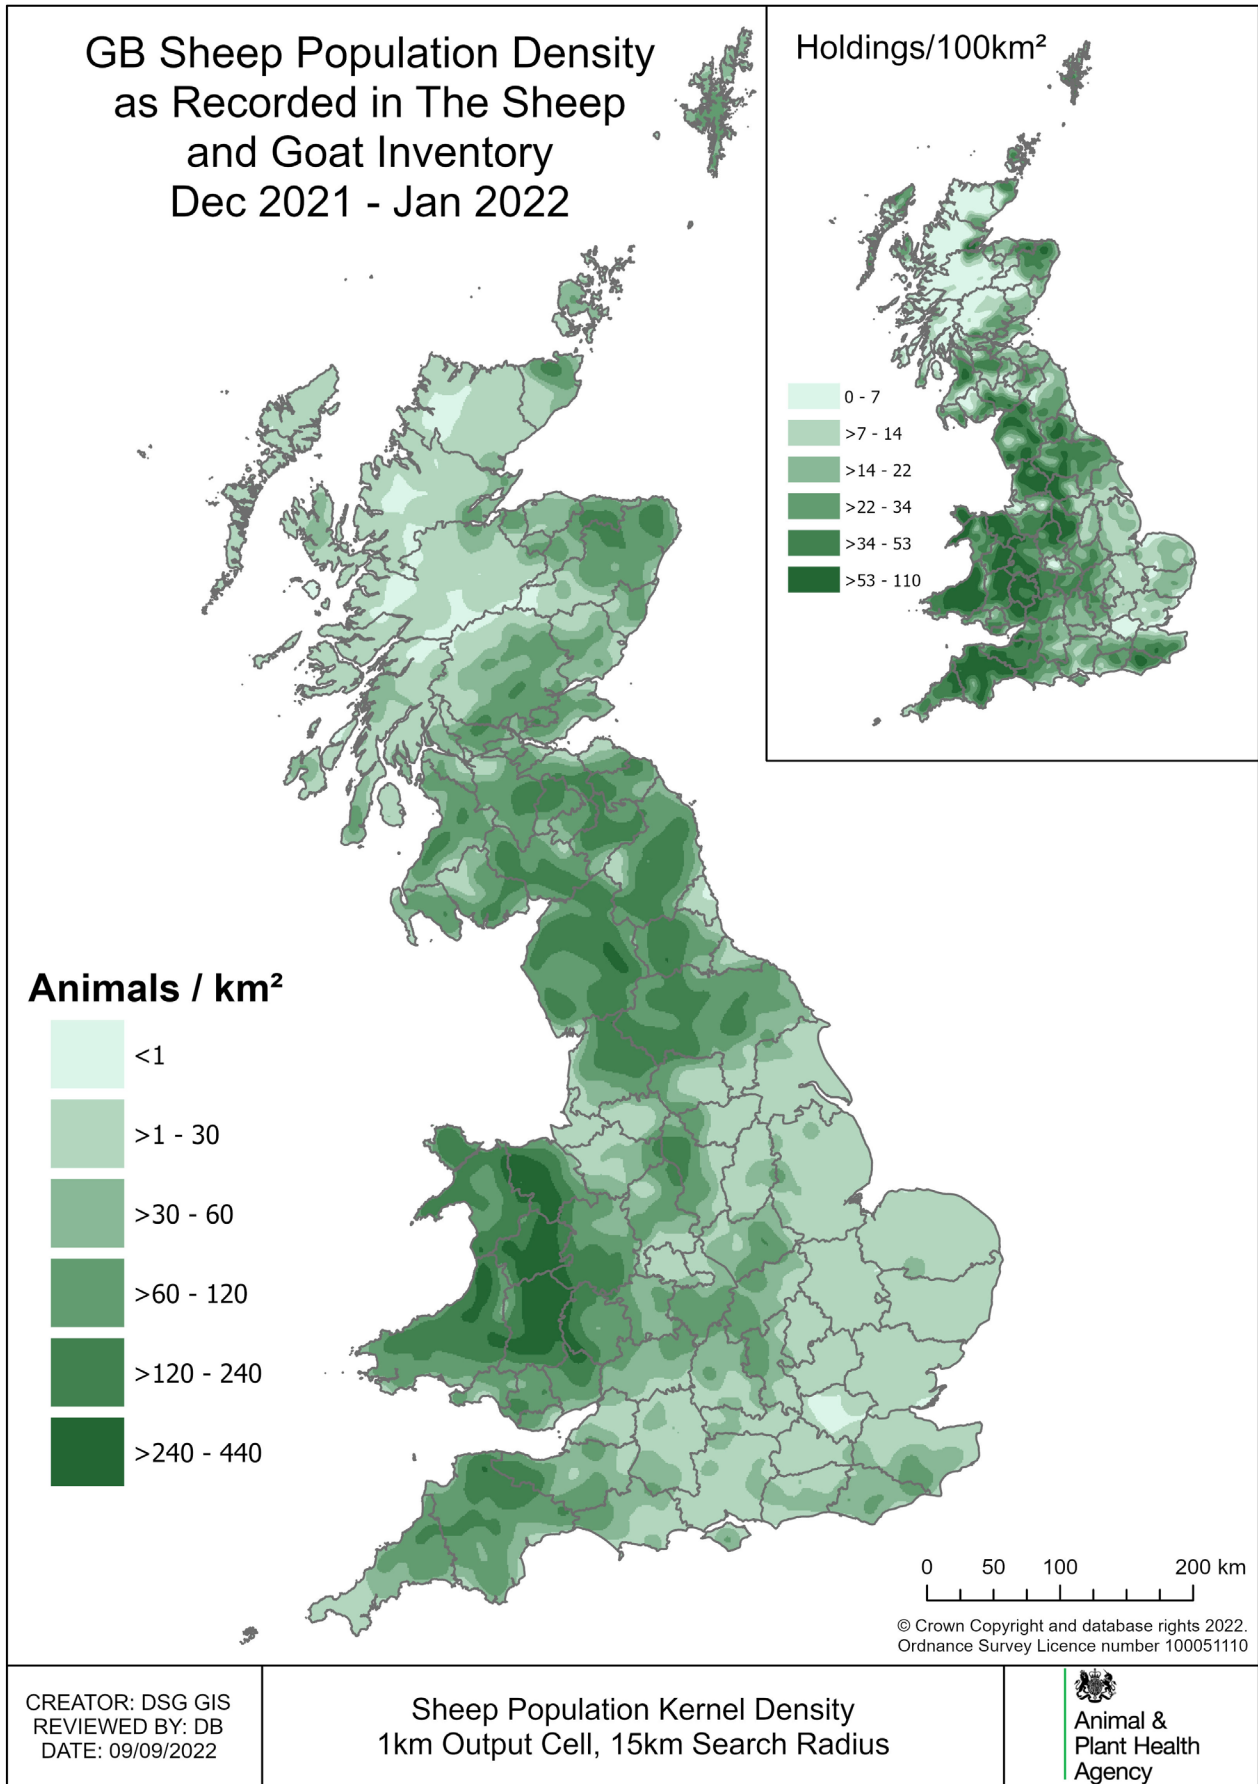 GB Sheep Population Density
as Recorded in The Sheep
and Goat Inventory
Dec 2021 - Jan 2022
Holdings/100km²
0 - 7
>7 - 14
>14 - 22
>22 - 34
>34 - 53
>53 - 110
Animals / km²
<1
>1 - 30
>30 - 60
>60 - 120
>120 - 240
>240 - 440
0 50 100 200 km
© Crown Copyright and database rights 2022.
Ordnance Survey Licence number 100051110
CREATOR: DSG GIS
REVIEWED BY: DB
DATE: 09/09/2022
Sheep Population Kernel Density
1km Output Cell, 15km Search Radius
Animal &
Plant Health
Agency